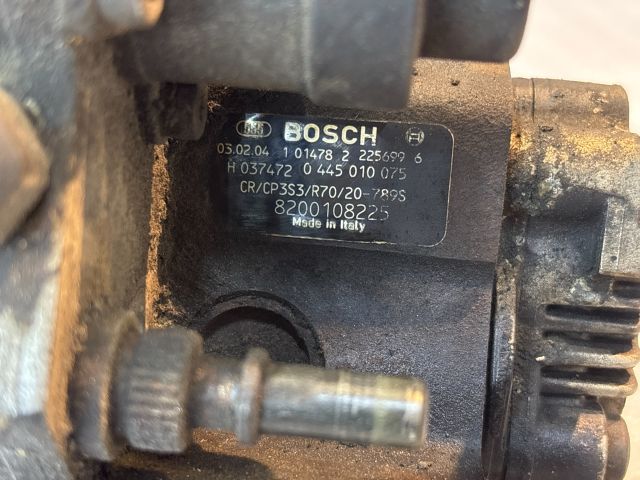 BOSCH
03.02.04 1 01478 2 225699 6
H 037472 0 445 010 075
CR/CP3S3/R70/20-789S
8200108225
Made in Italy